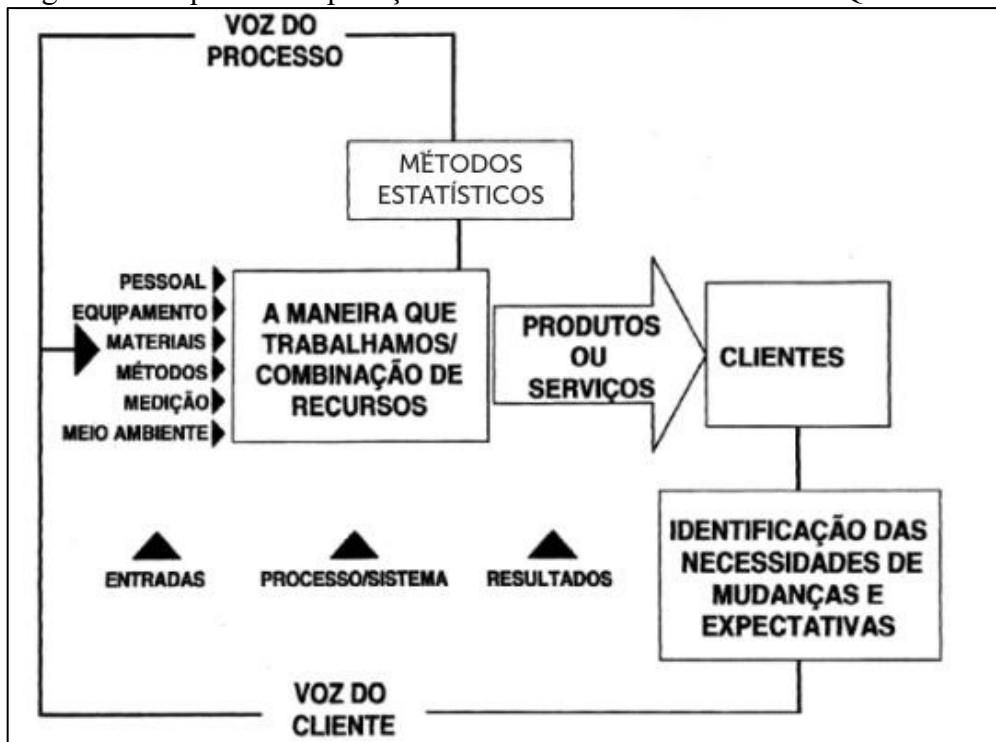 VOZ DO
PROCESSO
MÉTODOS
ESTATÍSTICOS
PESSOAL
EQUIPAMENTO
MATERIAIS
MÉTODOS
MEDIÇÃO
MEIO AMBIENTE
A MANEIRA QUE
TRABALHAMOS/
COMBINAÇÃO DE
RECURSOS
PRODUTOS
OU
SERVIÇOS
CLIENTES
ENTRADAS
PROCESSO/SISTEMA
RESULTADOS
IDENTIFICAÇÃO DAS
NECESSIDADES DE
MUDANÇAS E
EXPECTATIVAS
VOZ DO
CLIENTE